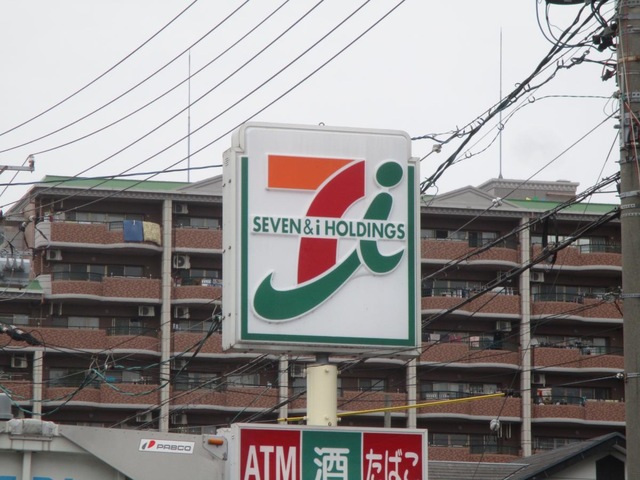 SEVEN&i HOLDINGS
PASCO
ATM 酒 たばこ